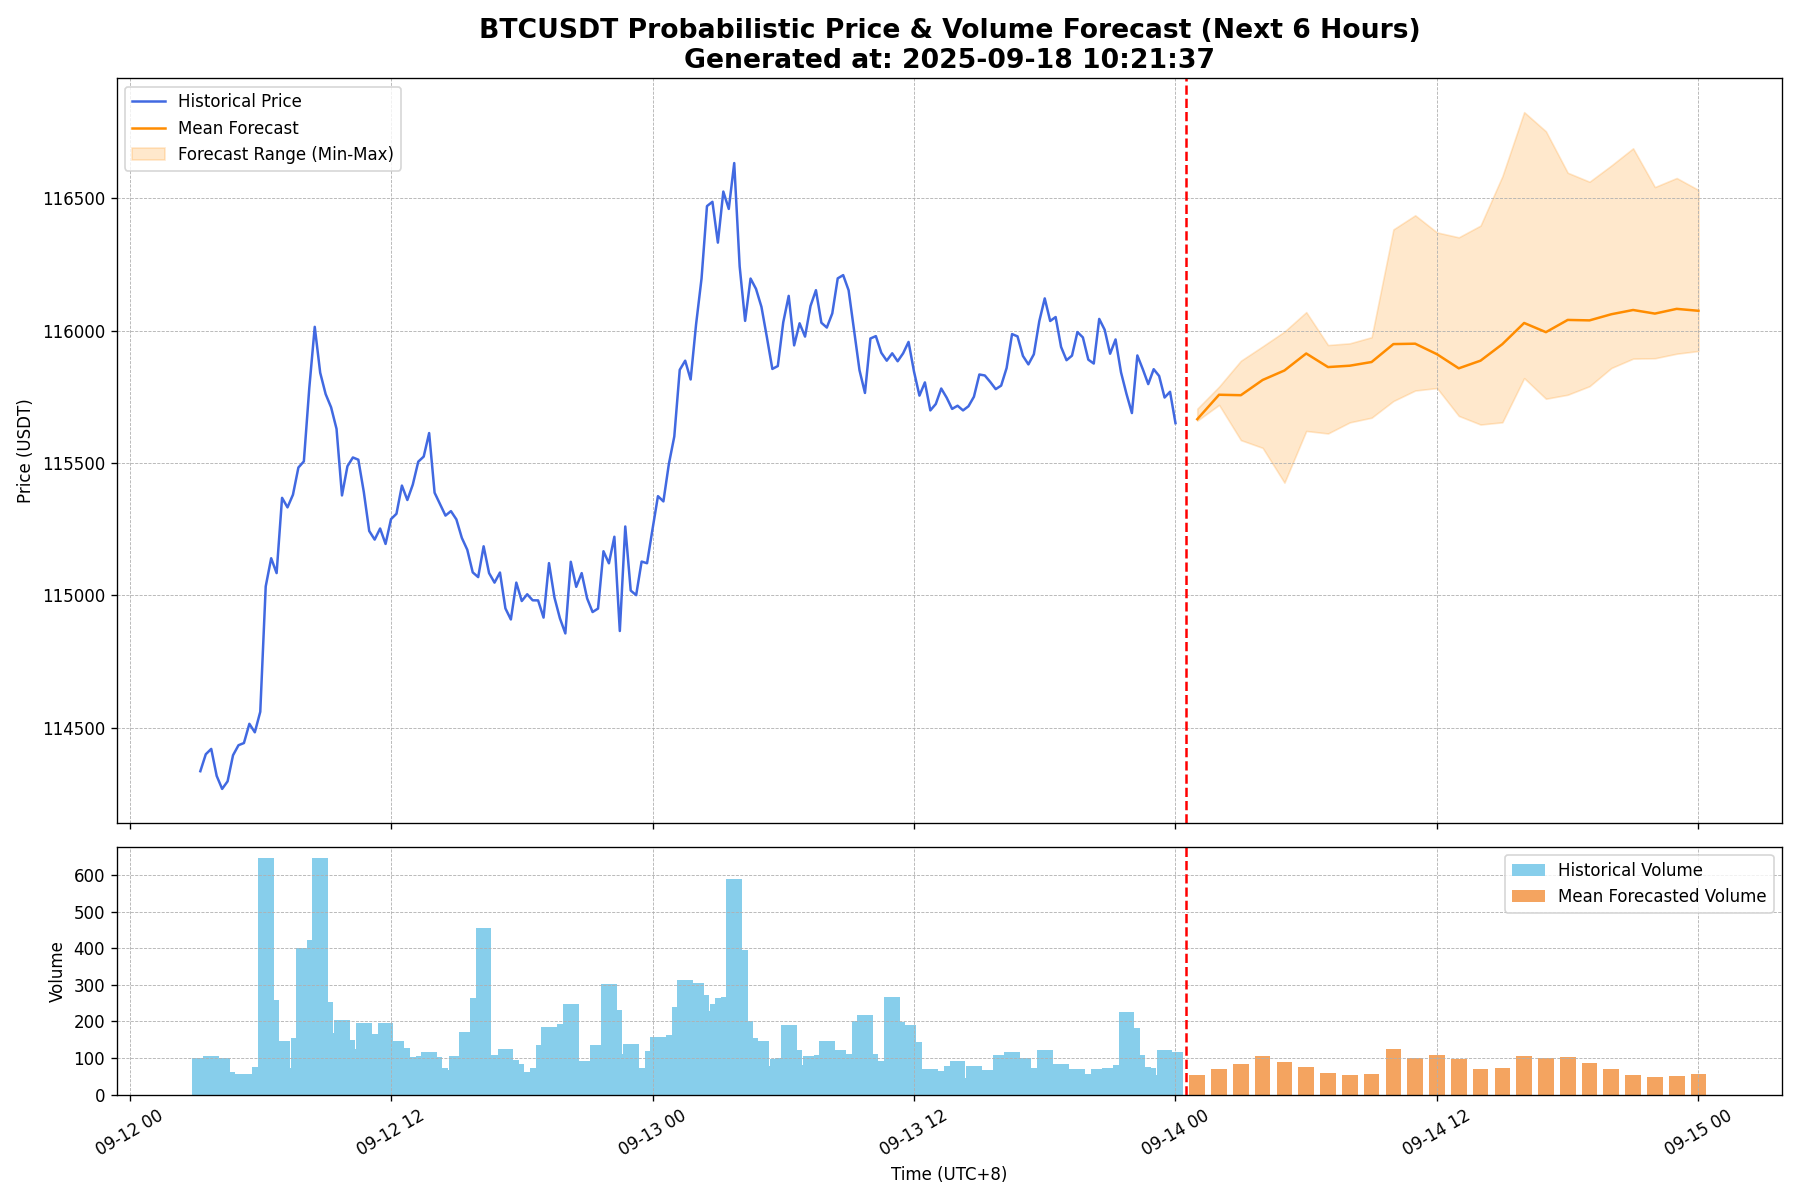 BTCUSDT Probabilistic Price & Volume Forecast (Next 6 Hours)
Generated at: 2025-09-18 10:21:37
Historical Price
Mean Forecast
Forecast Range (Min-Max)
116500
116000
115500
115000
114500
Price (USDT)
Historical Volume
Mean Forecasted Volume
600
500
400
300
200
100
0
Volume
09-12 00
09-12 12
09-13 00
09-13 12
09-14 00
09-14 12
09-15 00
Time (UTC+8)